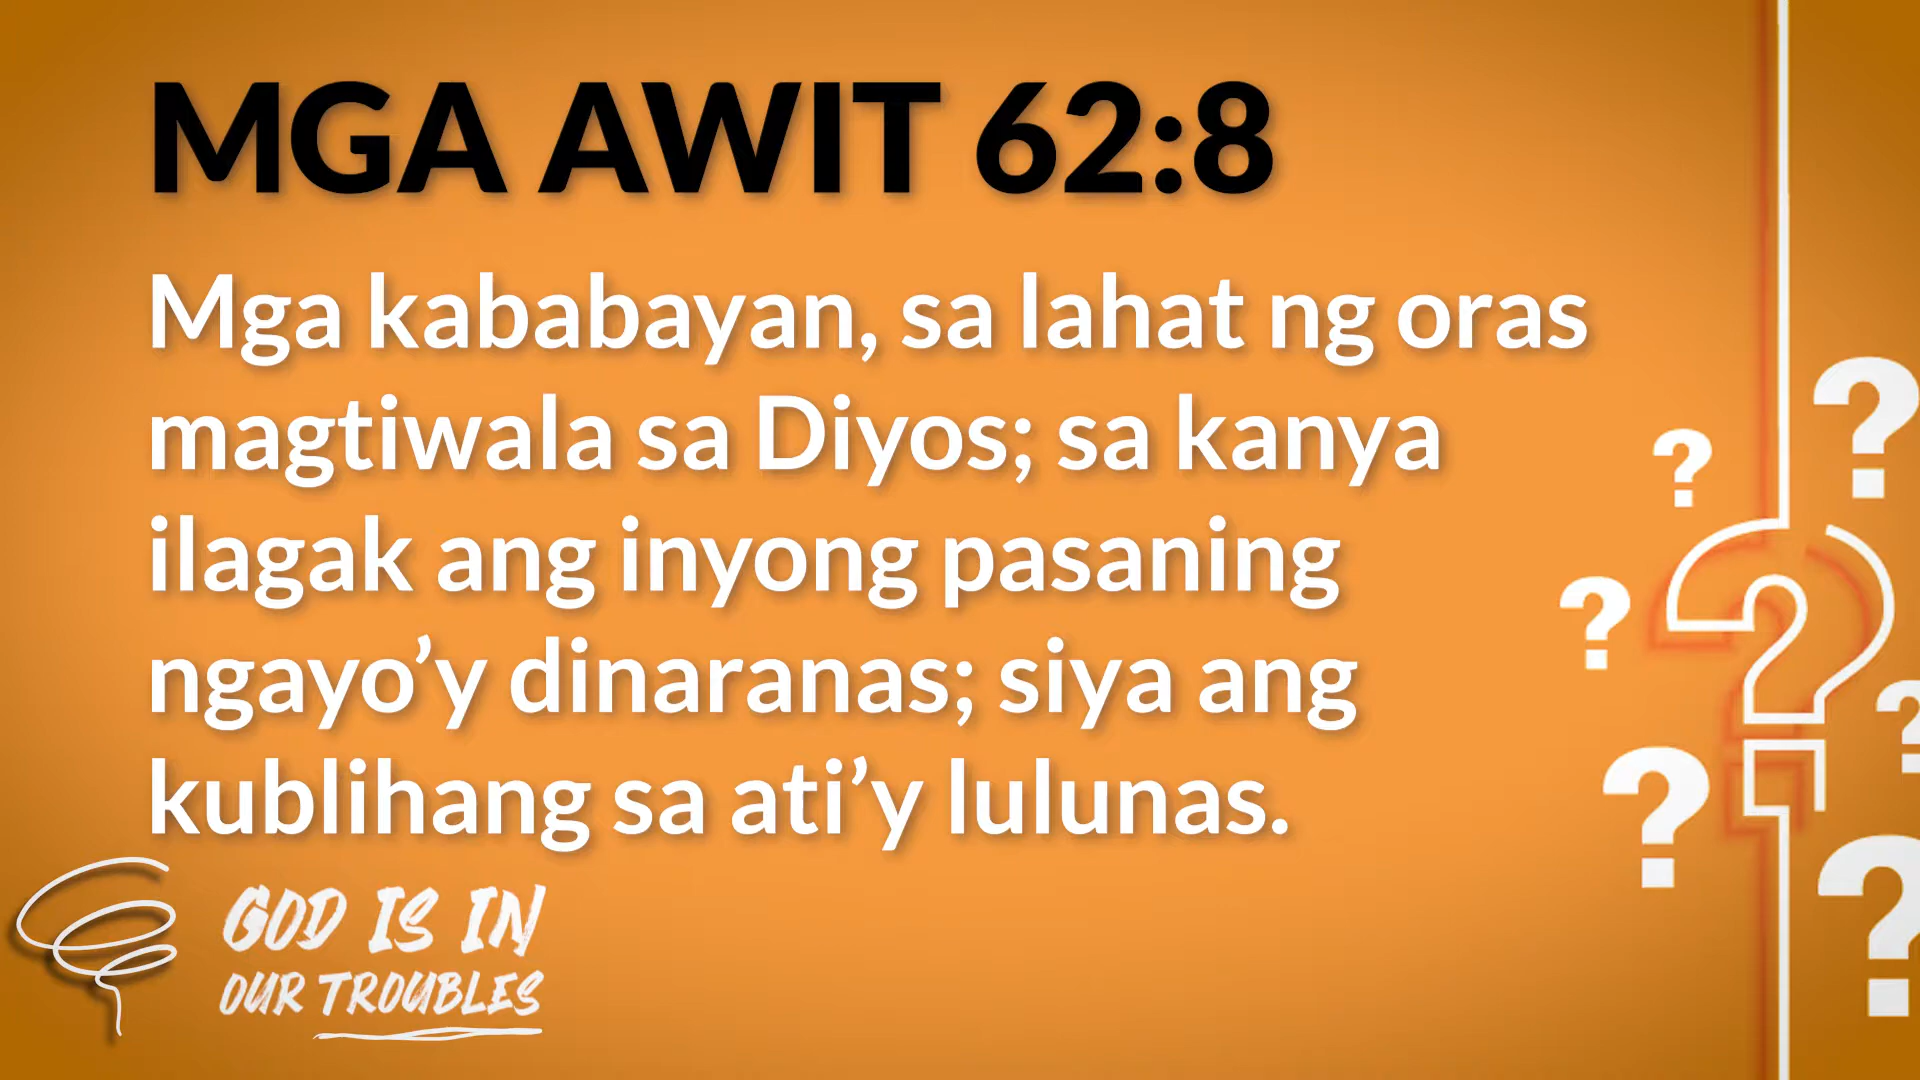 MGA AWIT 62:8
Mga kababayan, sa lahat ng oras
magtiwala sa Diyos; sa kanya
ilagak ang inyong pasaning
ngayo’y dinaranas; siya ang
kublihang sa ati’y lulunas.
GOD IS IN
OUR TROUBLES
?
?
?
?
?
?
?